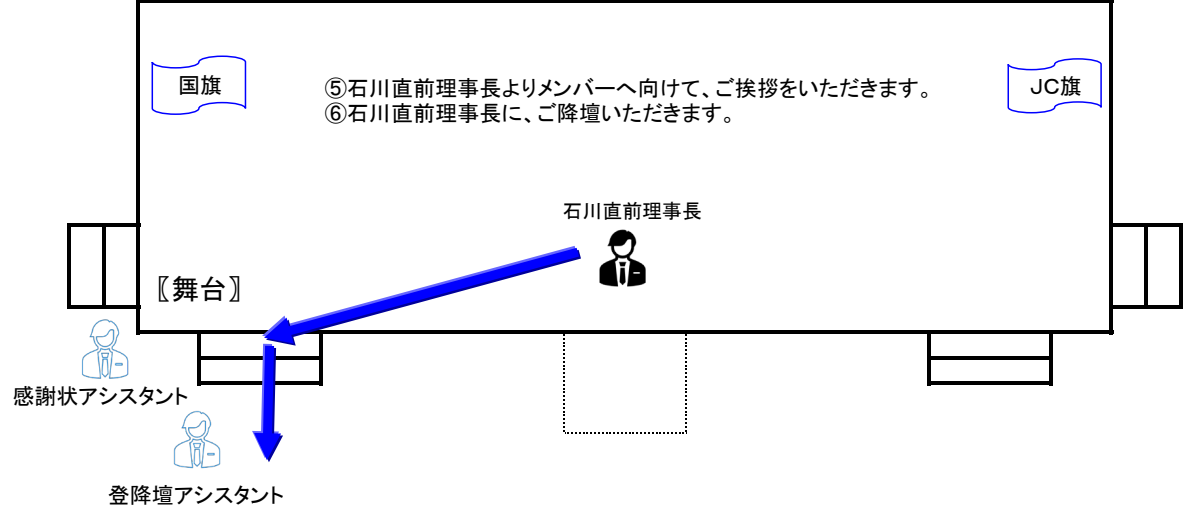 国旗
⑤石川直前理事長よりメンバーへ向けて、ご挨拶をいただきます。
⑥石川直前理事長に、ご降壇いただきます。
JC旗
石川直前理事長
〖舞台〗
感謝状アシスタント
登降壇アシスタント